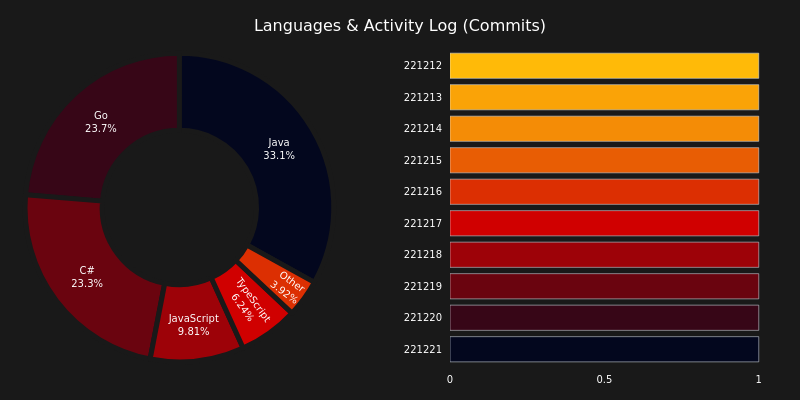 Languages & Activity Log (Commits)
Java
33.1%
Go
23.7%
C#
23.3%
JavaScript
9.81%
TypeScript
6.24%
Other
3.92%
221212
221213
221214
221215
221216
221217
221218
221219
221220
221221
0
0.5
1